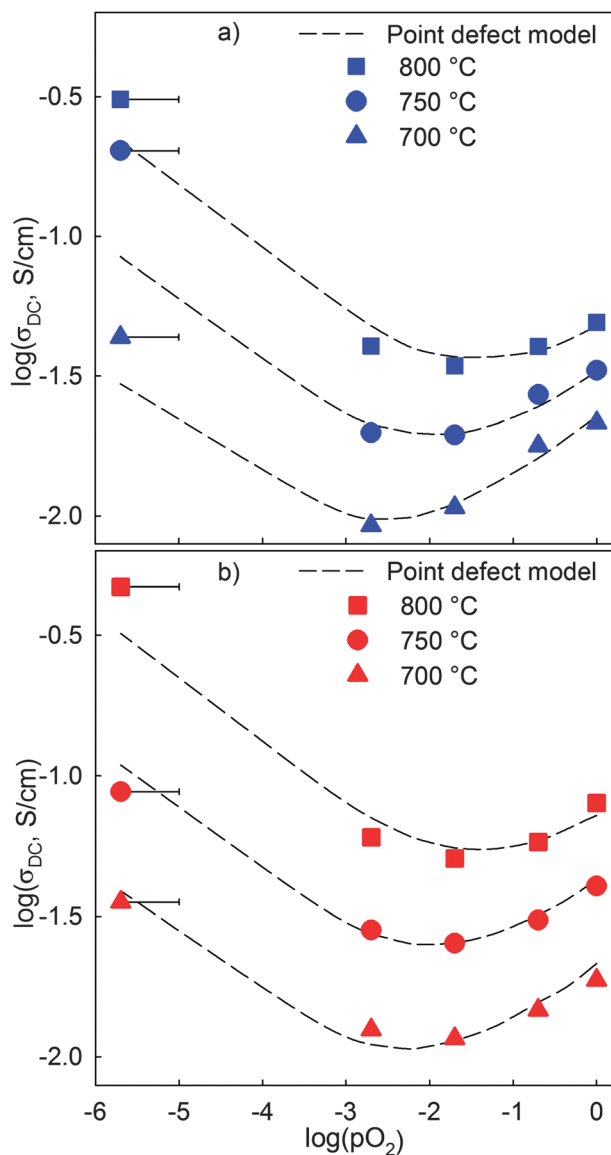 a)
Point defect model
800 °C
750 °C
700 °C
-0.5
-1.0
-1.5
-2.0
log(σDC, S/cm)
b)
Point defect model
800 °C
750 °C
700 °C
-0.5
-1.0
-1.5
-2.0
log(σDC, S/cm)
-6 -5 -4 -3 -2 -1 0
log(pO2)